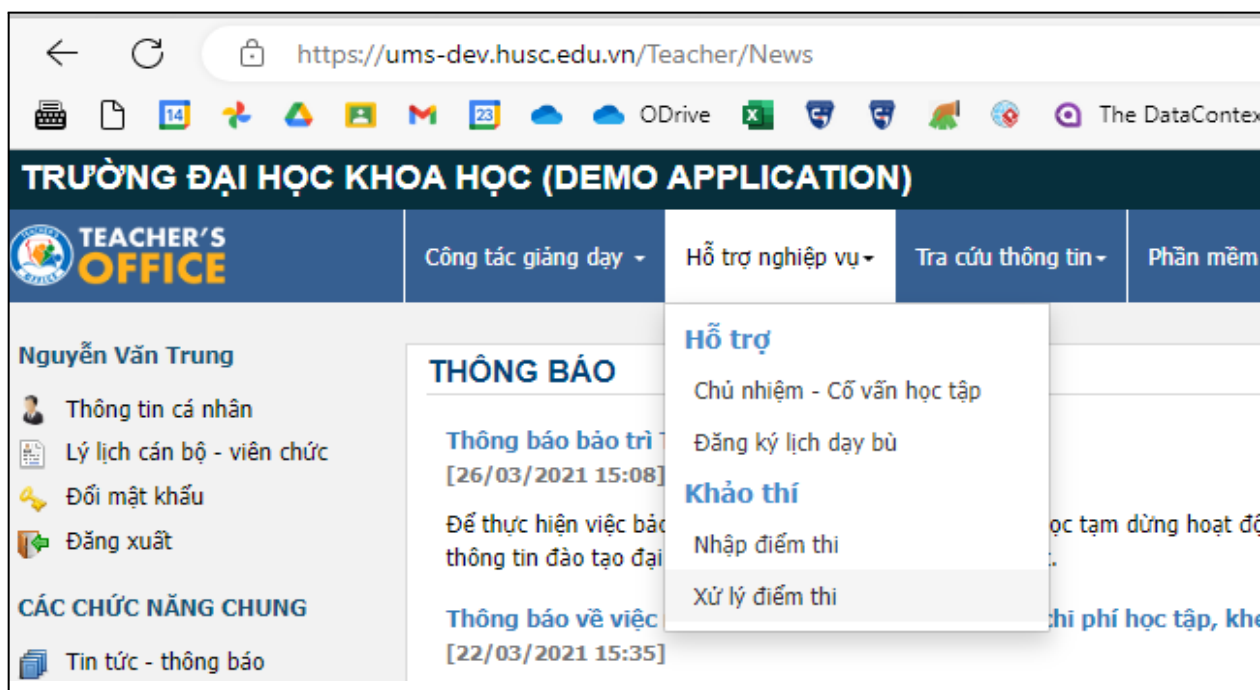 https://ums-dev.husc.edu.vn/Teacher/News
14
23
ODrive
The DataContex
TRƯỜNG ĐẠI HỌC KHOA HỌC (DEMO APPLICATION)
TEACHER'S
OFFICE
Công tác giảng dạy
Hỗ trợ nghiệp vụ
Tra cứu thông tin
Phần mềm
Hỗ trợ
Chủ nhiệm - Cố vấn học tập
Đăng ký lịch dạy bù
Khảo thí
Nhập điểm thi
Xử lý điểm thi
Nguyễn Văn Trung
Thông tin cá nhân
Lý lịch cán bộ - viên chức
Đổi mật khẩu
Đăng xuất
CÁC CHỨC NĂNG CHUNG
Tin tức - thông báo
THÔNG BÁO
Thông báo bảo trì
[26/03/2021 15:08]
Để thực hiện việc bảo ọc tạm dừng hoạt độ
thông tin đào tạo đại
Thông báo về việc chi phí học tập, khe
[22/03/2021 15:35]